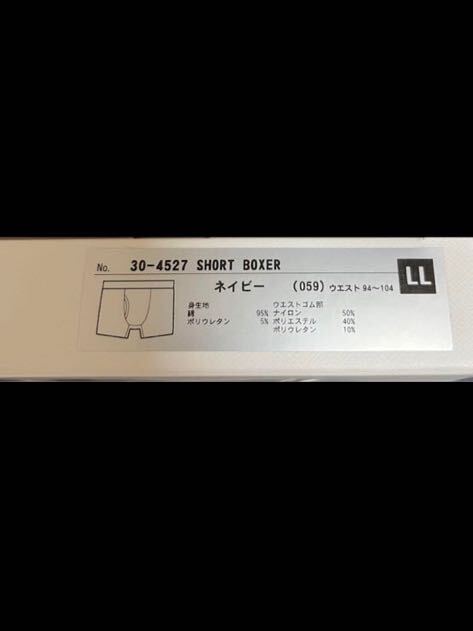 No. 30-4527 SHORT BOXER
LL
ネイビー (059) ウエスト 94～104
身生地 ウエストゴム部
綿 95% ナイロン 50%
ポリウレタン 5% ポリエステル 40%
ポリウレタン 10%